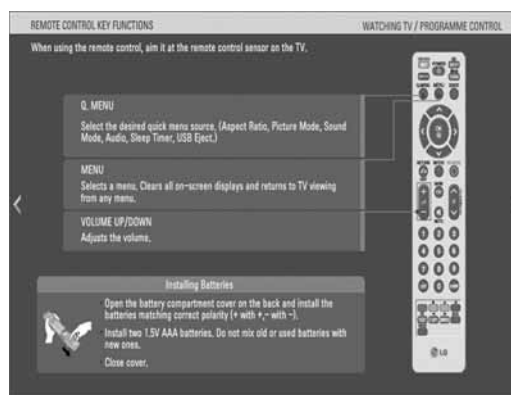 REMOTE CONTROL KEY FUNCTIONS
WATCHING TV / PROGRAMME CONTROL
When using the remote control, aim it at the remote control sensor on the TV.
Q. MENU
Select the desired quick menu source. (Aspect Ratio, Picture Mode, Sound
Mode, Audio, Sleep Timer, USB Eject.)
MENU
Selects a menu. Clears all on-screen displays and returns to TV viewing
from any menu.
VOLUME UP/DOWN
Adjusts the volume.
Installing Batteries
· Open the battery compartment cover on the back and install the
batteries matching correct polarity (+ with +,- with -).
· Install two 1.5V AAA batteries. Do not mix old or used batteries with
new ones.
· Close cover.
LG